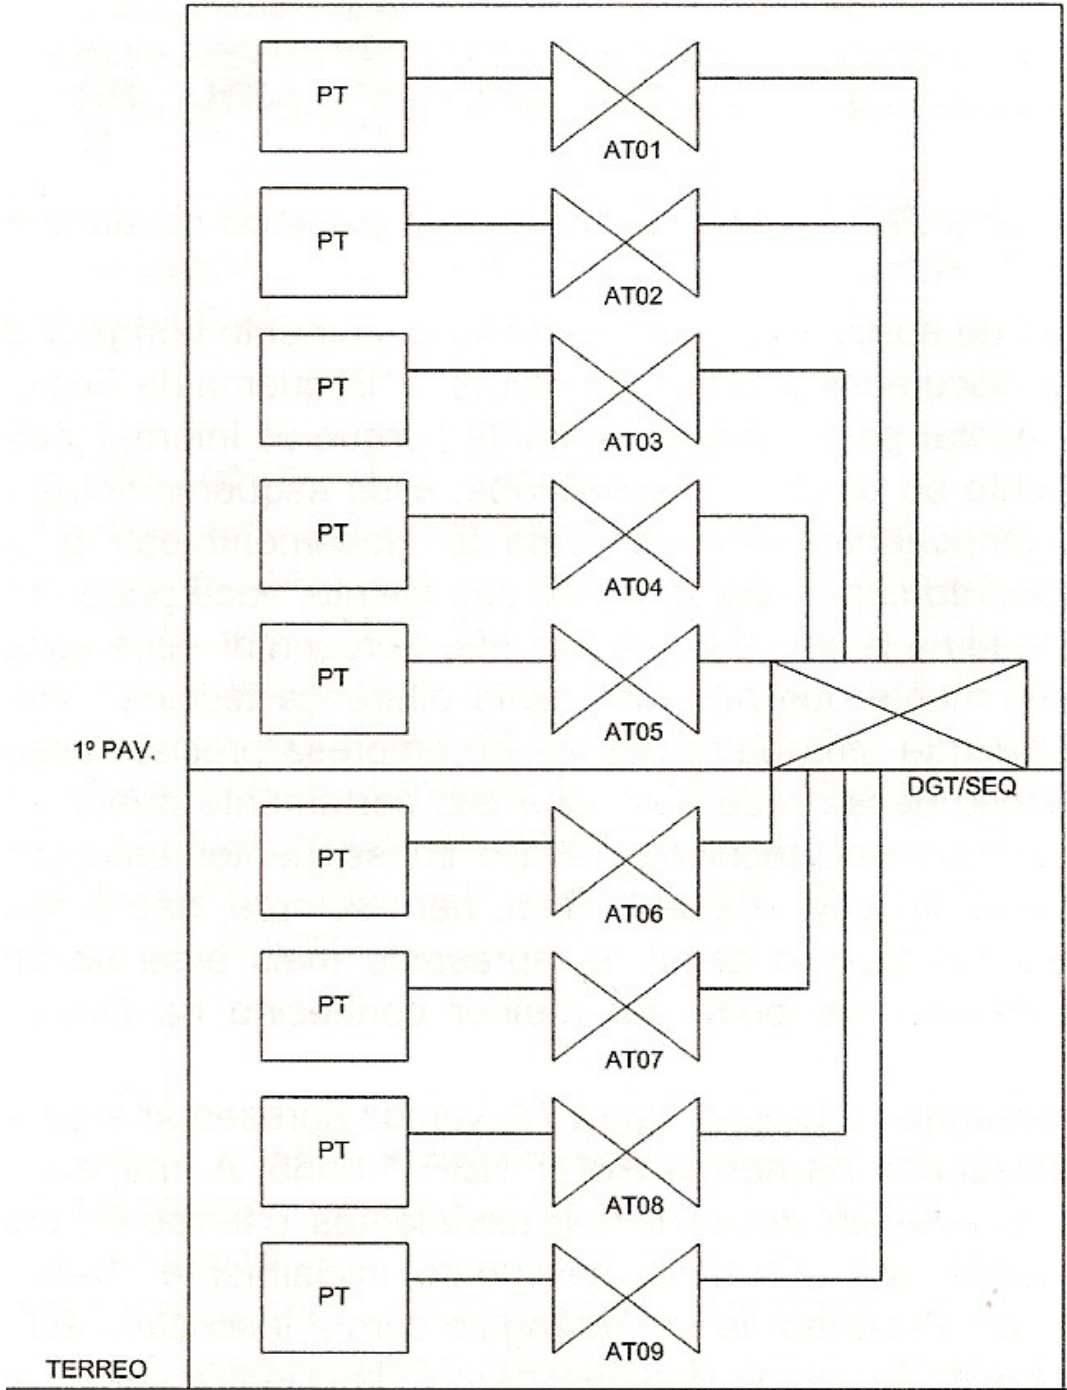 PT
AT01
PT
AT02
PT
AT03
PT
AT04
PT
AT05
1º PAV.
DGT/SEQ
PT
AT06
PT
AT07
PT
AT08
PT
AT09
TERREO